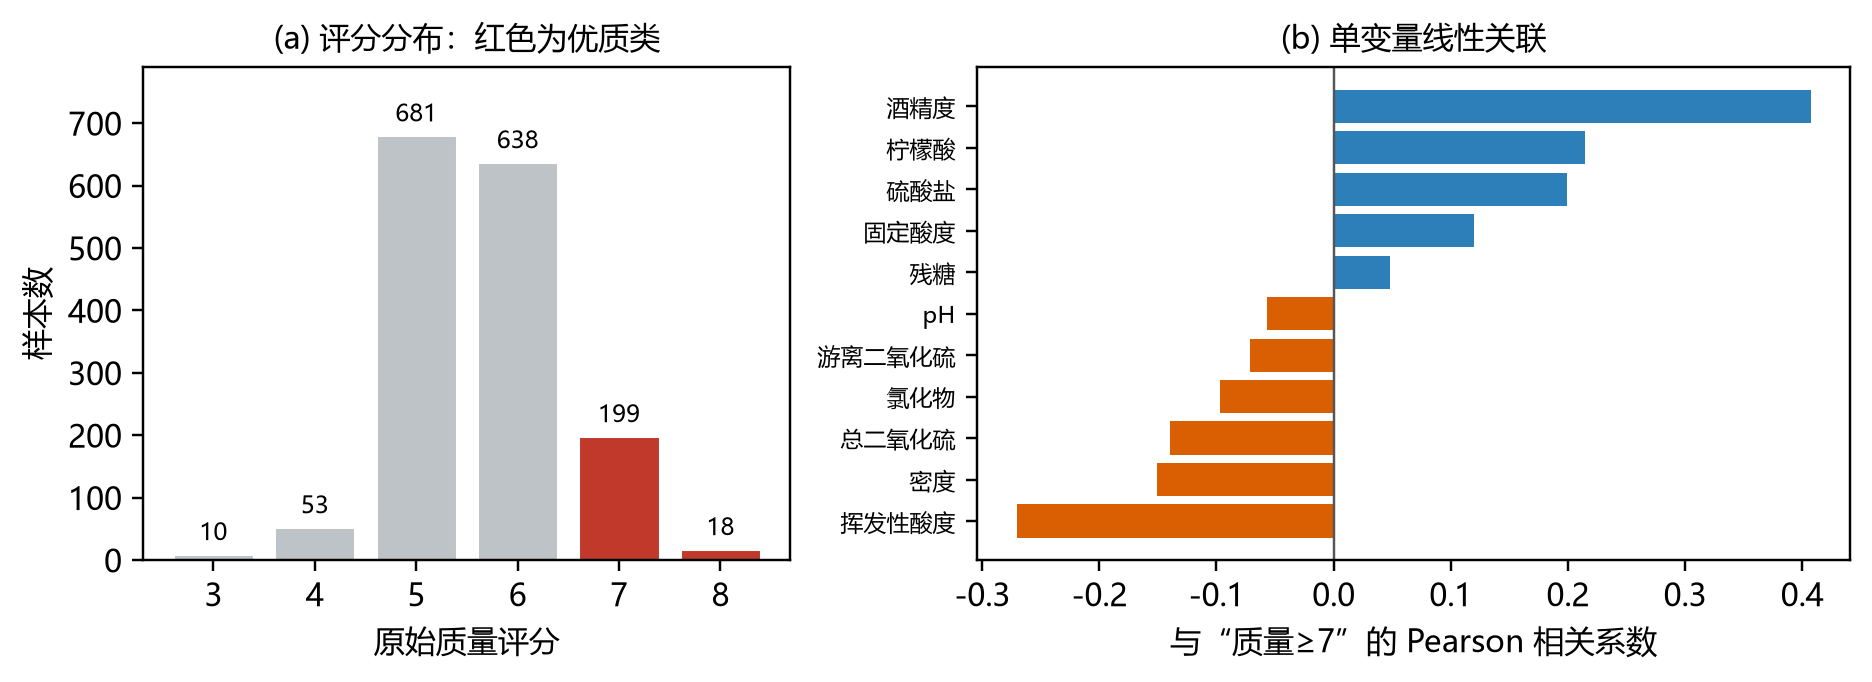 (a) 评分分布：红色为优质类
样本数
700
600
500
400
300
200
100
0
10
53
681
638
199
18
3 4 5 6 7 8
原始质量评分
(b) 单变量线性关联
酒精度
柠檬酸
硫酸盐
固定酸度
残糖
pH
游离二氧化硫
氯化物
总二氧化硫
密度
挥发性酸度
-0.3 -0.2 -0.1 0.0 0.1 0.2 0.3 0.4
与“质量≥7”的 Pearson 相关系数